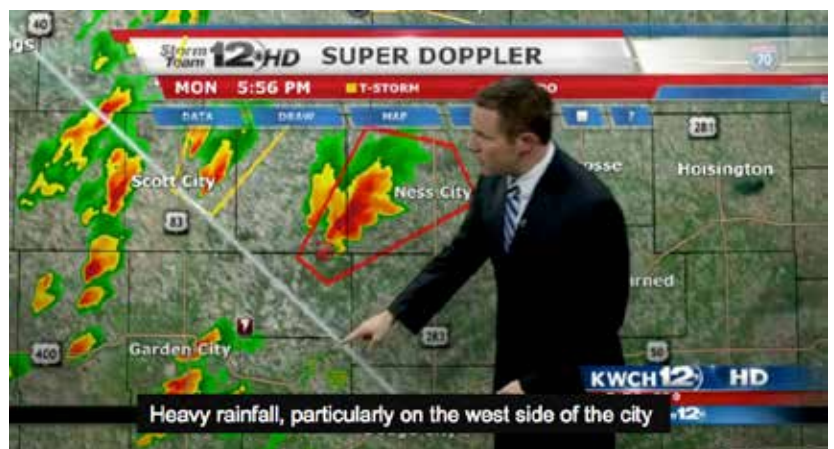 40
Storm Team 12 HD SUPER DOPPLER
70
MON 5:56 PM T-STORM
DATA DRAW MAP ?
281
Hoisington
Scott City
Ness City
83
283
Garden City
400
50
KWCH 12 HD
12
Heavy rainfall, particularly on the west side of the city